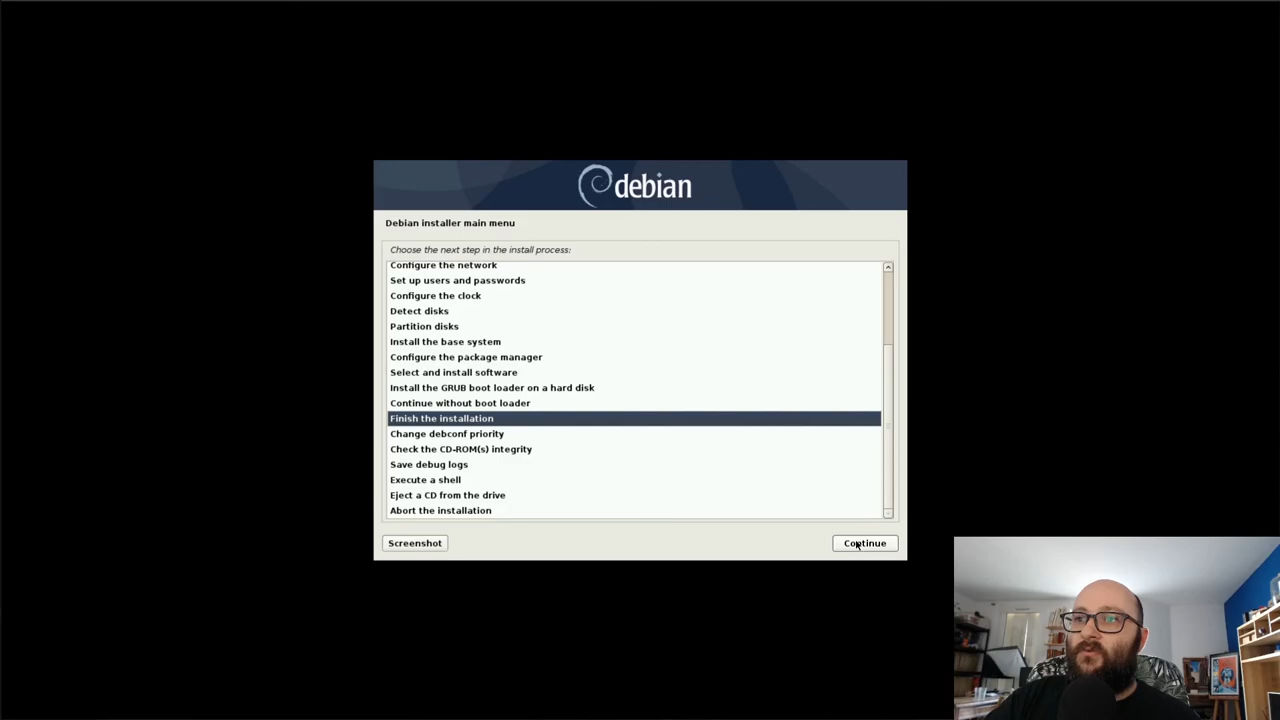 debian
Debian installer main menu
Choose the next step in the install process:
Configure the network
Set up users and passwords
Configure the clock
Detect disks
Partition disks
Install the base system
Configure the package manager
Select and install software
Install the GRUB boot loader on a hard disk
Continue without boot loader
Finish the installation
Change debconf priority
Check the CD-ROM(s) integrity
Save debug logs
Execute a shell
Eject a CD from the drive
Abort the installation
Screenshot
Continue